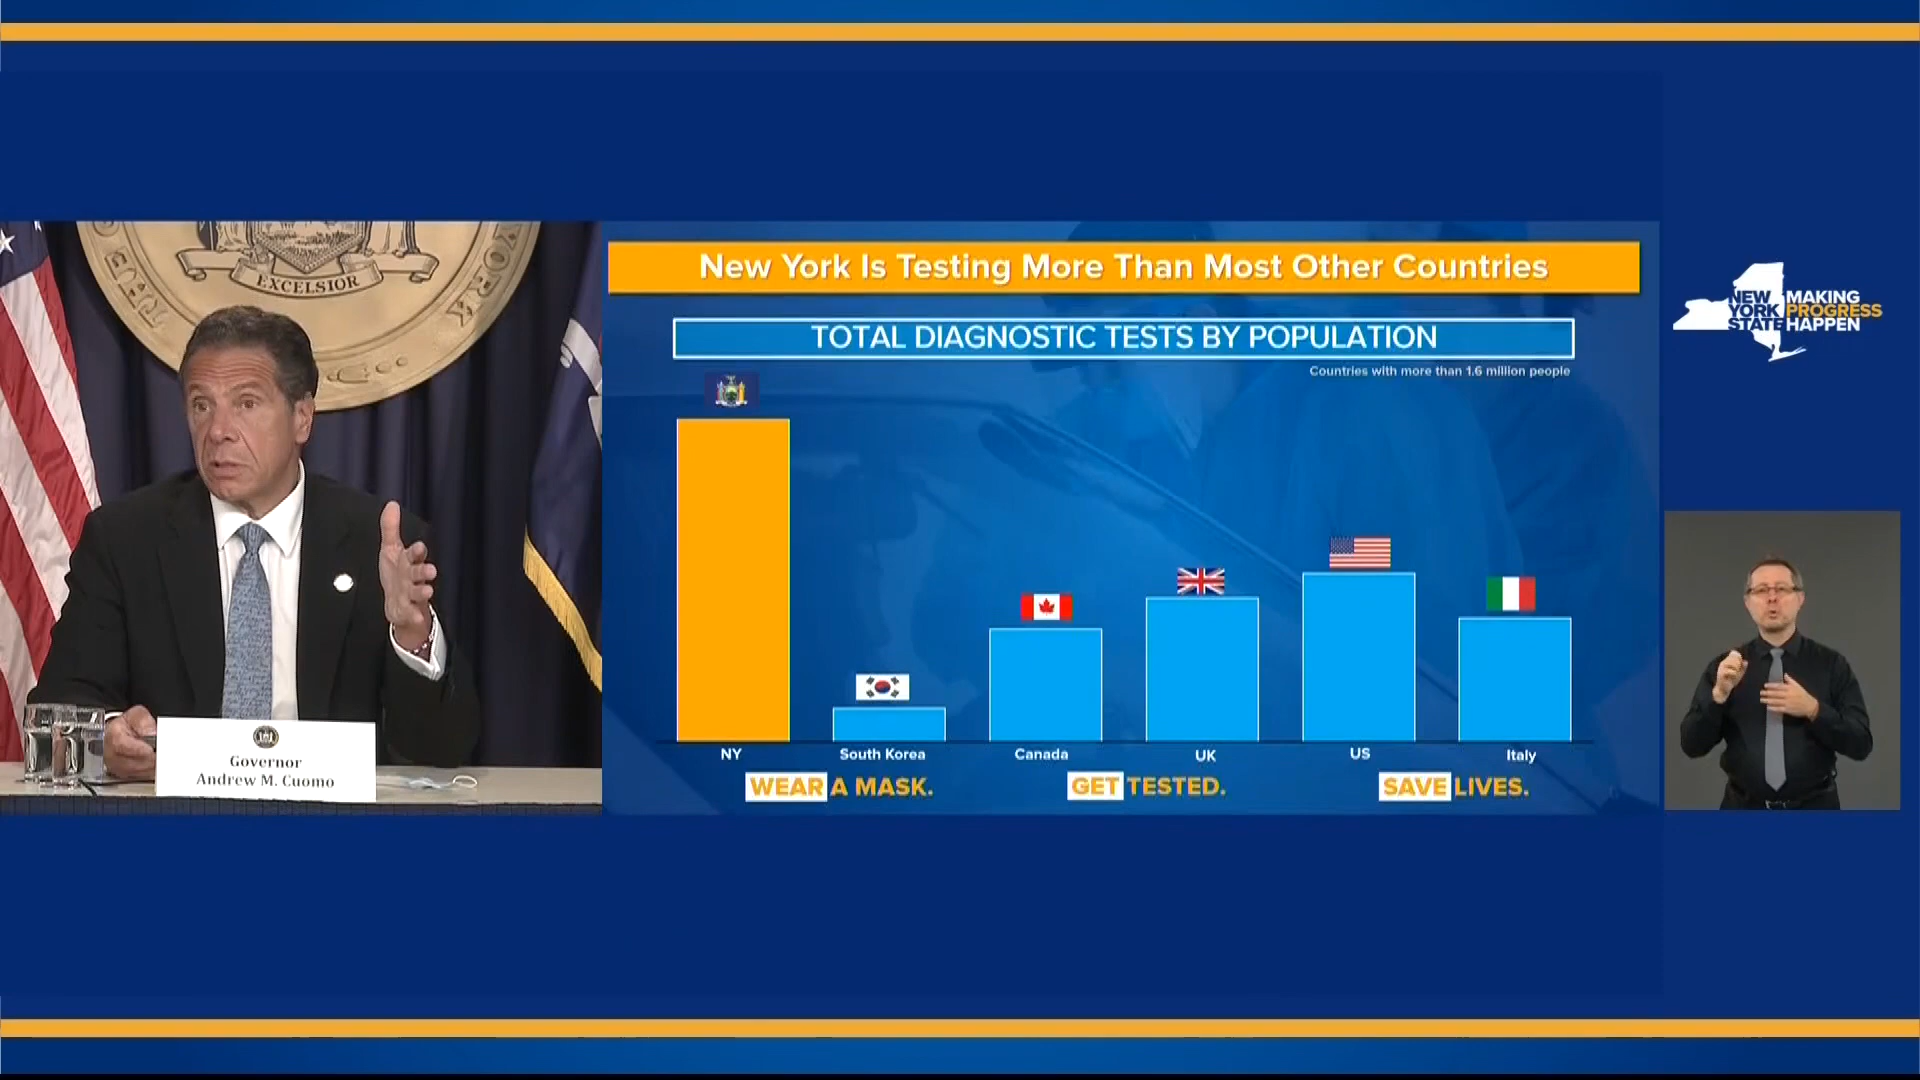 EXCELSIOR
Governor
Andrew M. Cuomo
New York Is Testing More Than Most Other Countries
TOTAL DIAGNOSTIC TESTS BY POPULATION
Countries with more than 1.6 million people
NY
South Korea
Canada
UK
US
Italy
WEAR A MASK.
GET TESTED.
SAVE LIVES.
NEW
YORK
STATE
MAKING
PROGRESS
HAPPEN